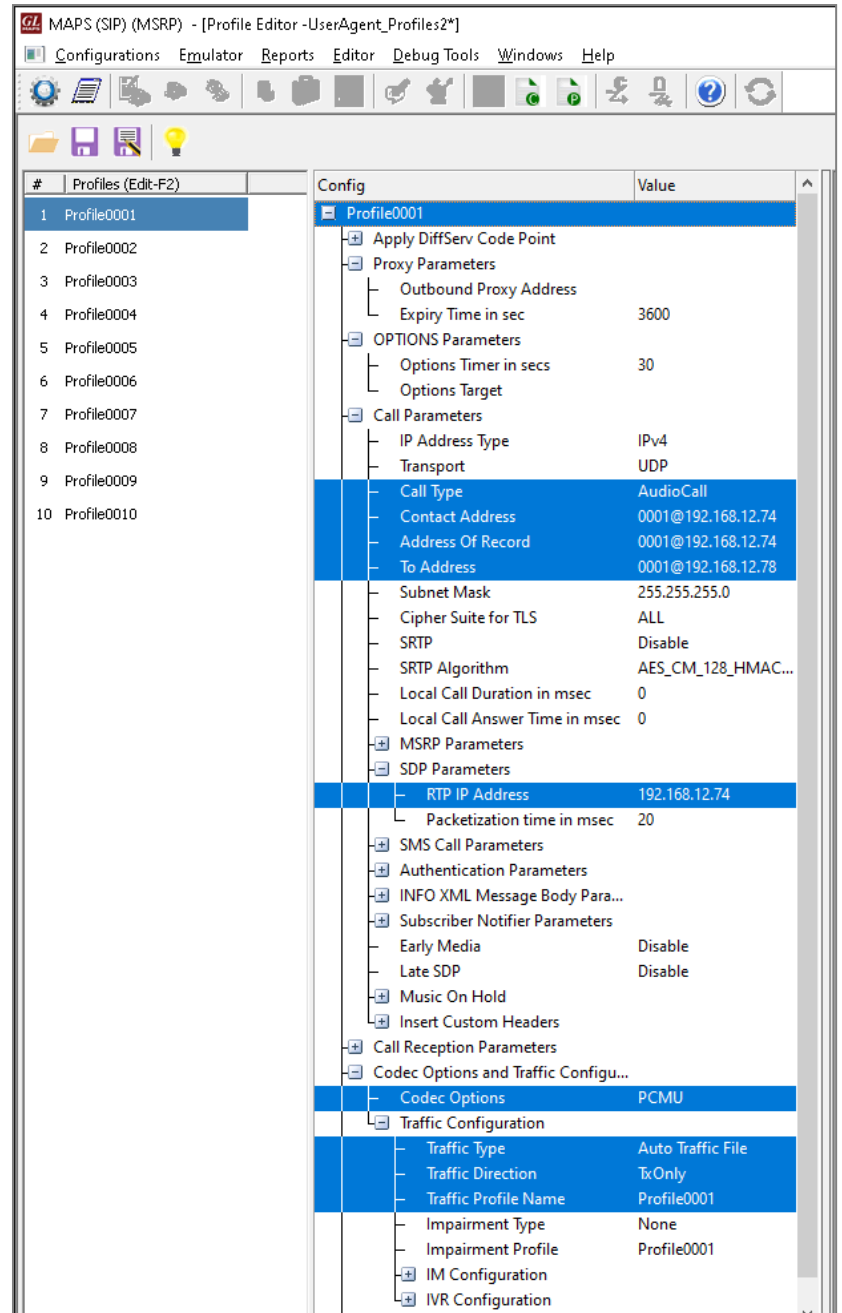 GL MAPS MAPS (SIP) (MSRP) - [Profile Editor -UserAgent_Profiles2*]
Configurations Emulator Reports Editor Debug Tools Windows Help
# Profiles (Edit-F2)
1 Profile0001
2 Profile0002
3 Profile0003
4 Profile0004
5 Profile0005
6 Profile0006
7 Profile0007
8 Profile0008
9 Profile0009
10 Profile0010
Config Value
Profile0001
Apply DiffServ Code Point
Proxy Parameters
Outbound Proxy Address
Expiry Time in sec 3600
OPTIONS Parameters
Options Timer in secs 30
Options Target
Call Parameters
IP Address Type IPv4
Transport UDP
Call Type AudioCall
Contact Address 0001@192.168.12.74
Address Of Record 0001@192.168.12.74
To Address 0001@192.168.12.78
Subnet Mask 255.255.255.0
Cipher Suite for TLS ALL
SRTP Disable
SRTP Algorithm AES_CM_128_HMAC...
Local Call Duration in msec 0
Local Call Answer Time in msec 0
MSRP Parameters
SDP Parameters
RTP IP Address 192.168.12.74
Packetization time in msec 20
SMS Call Parameters
Authentication Parameters
INFO XML Message Body Para...
Subscriber Notifier Parameters
Early Media Disable
Late SDP Disable
Music On Hold
Insert Custom Headers
Call Reception Parameters
Codec Options and Traffic Configu...
Codec Options PCMU
Traffic Configuration
Traffic Type Auto Traffic File
Traffic Direction TxOnly
Traffic Profile Name Profile0001
Impairment Type None
Impairment Profile Profile0001
IM Configuration
IVR Configuration